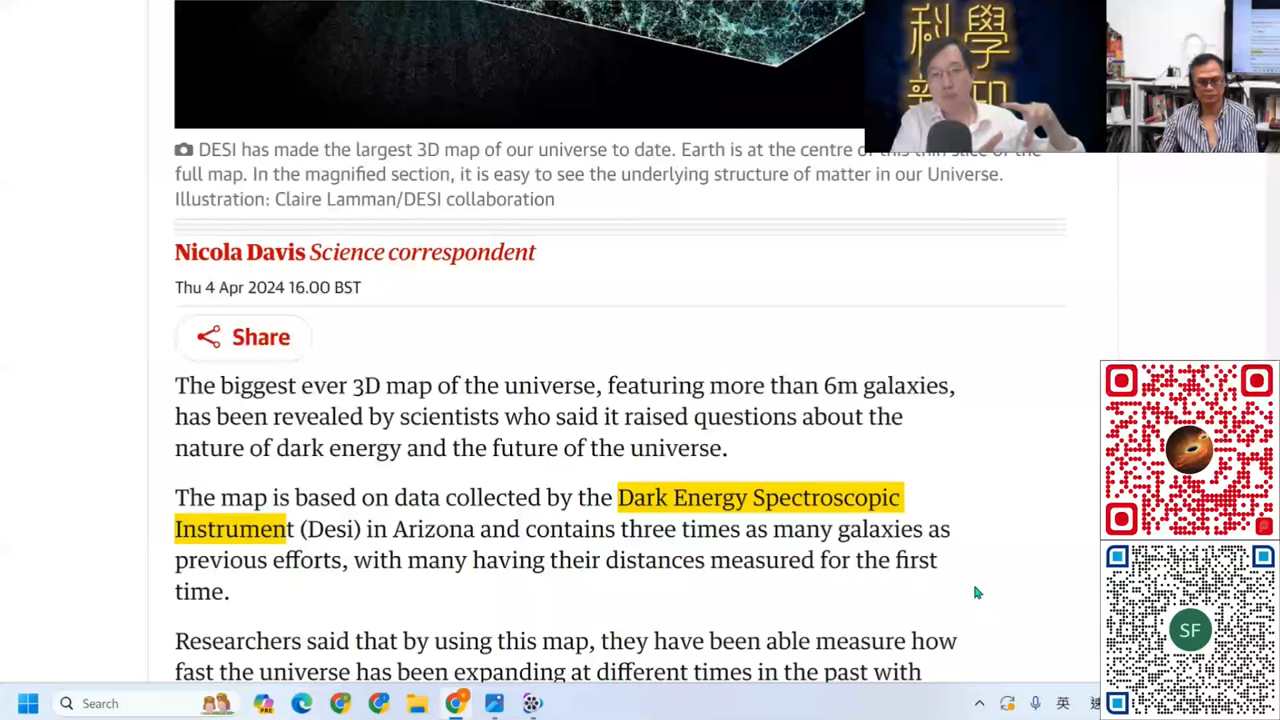 科學
DESI has made the largest 3D map of our universe to date. Earth is at the centre of this thin slice of the
full map. In the magnified section, it is easy to see the underlying structure of matter in our Universe.
Illustration: Claire Lamman/DESI collaboration
Nicola Davis Science correspondent
Thu 4 Apr 2024 16.00 BST
Share
The biggest ever 3D map of the universe, featuring more than 6m galaxies,
has been revealed by scientists who said it raised questions about the
nature of dark energy and the future of the universe.
The map is based on data collected by the Dark Energy Spectroscopic
Instrument (Desi) in Arizona and contains three times as many galaxies as
previous efforts, with many having their distances measured for the first
time.
SF
Researchers said that by using this map, they have been able measure how
fast the universe has been expanding at different times in the past with
Search
英
速